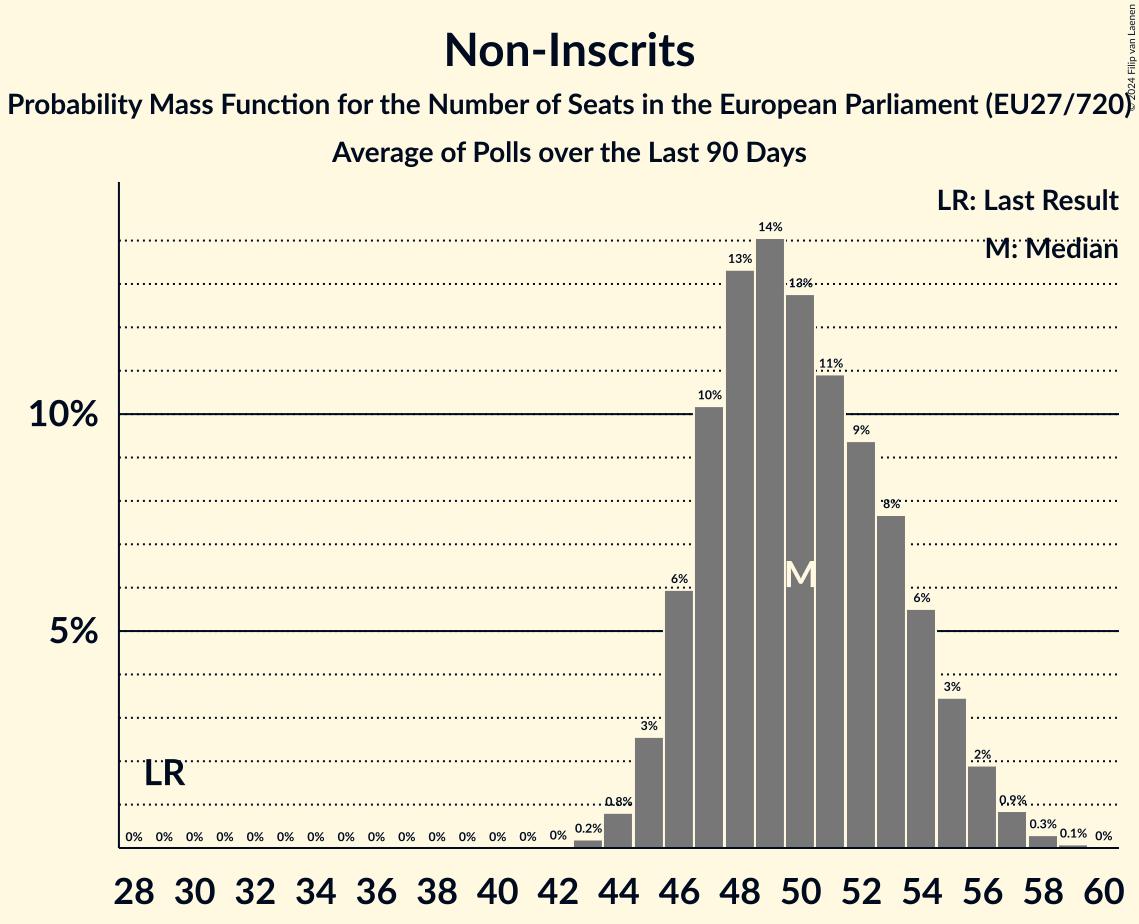 Non-Inscrits
Probability Mass Function for the Number of Seats in the European Parliament (EU27/720)
Average of Polls over the Last 90 Days
© 2024 Filip van Laenen
LR: Last Result
M: Median
14%
13%
13%
11%
10%
10%
9%
8%
6%
M
6%
5%
3%
3%
2%
LR
0.8%
0.9%
0% 0% 0% 0% 0% 0% 0% 0% 0% 0% 0% 0% 0% 0% 0% 0.2% 0.3% 0.1% 0%
28 30 32 34 36 38 40 42 44 46 48 50 52 54 56 58 60